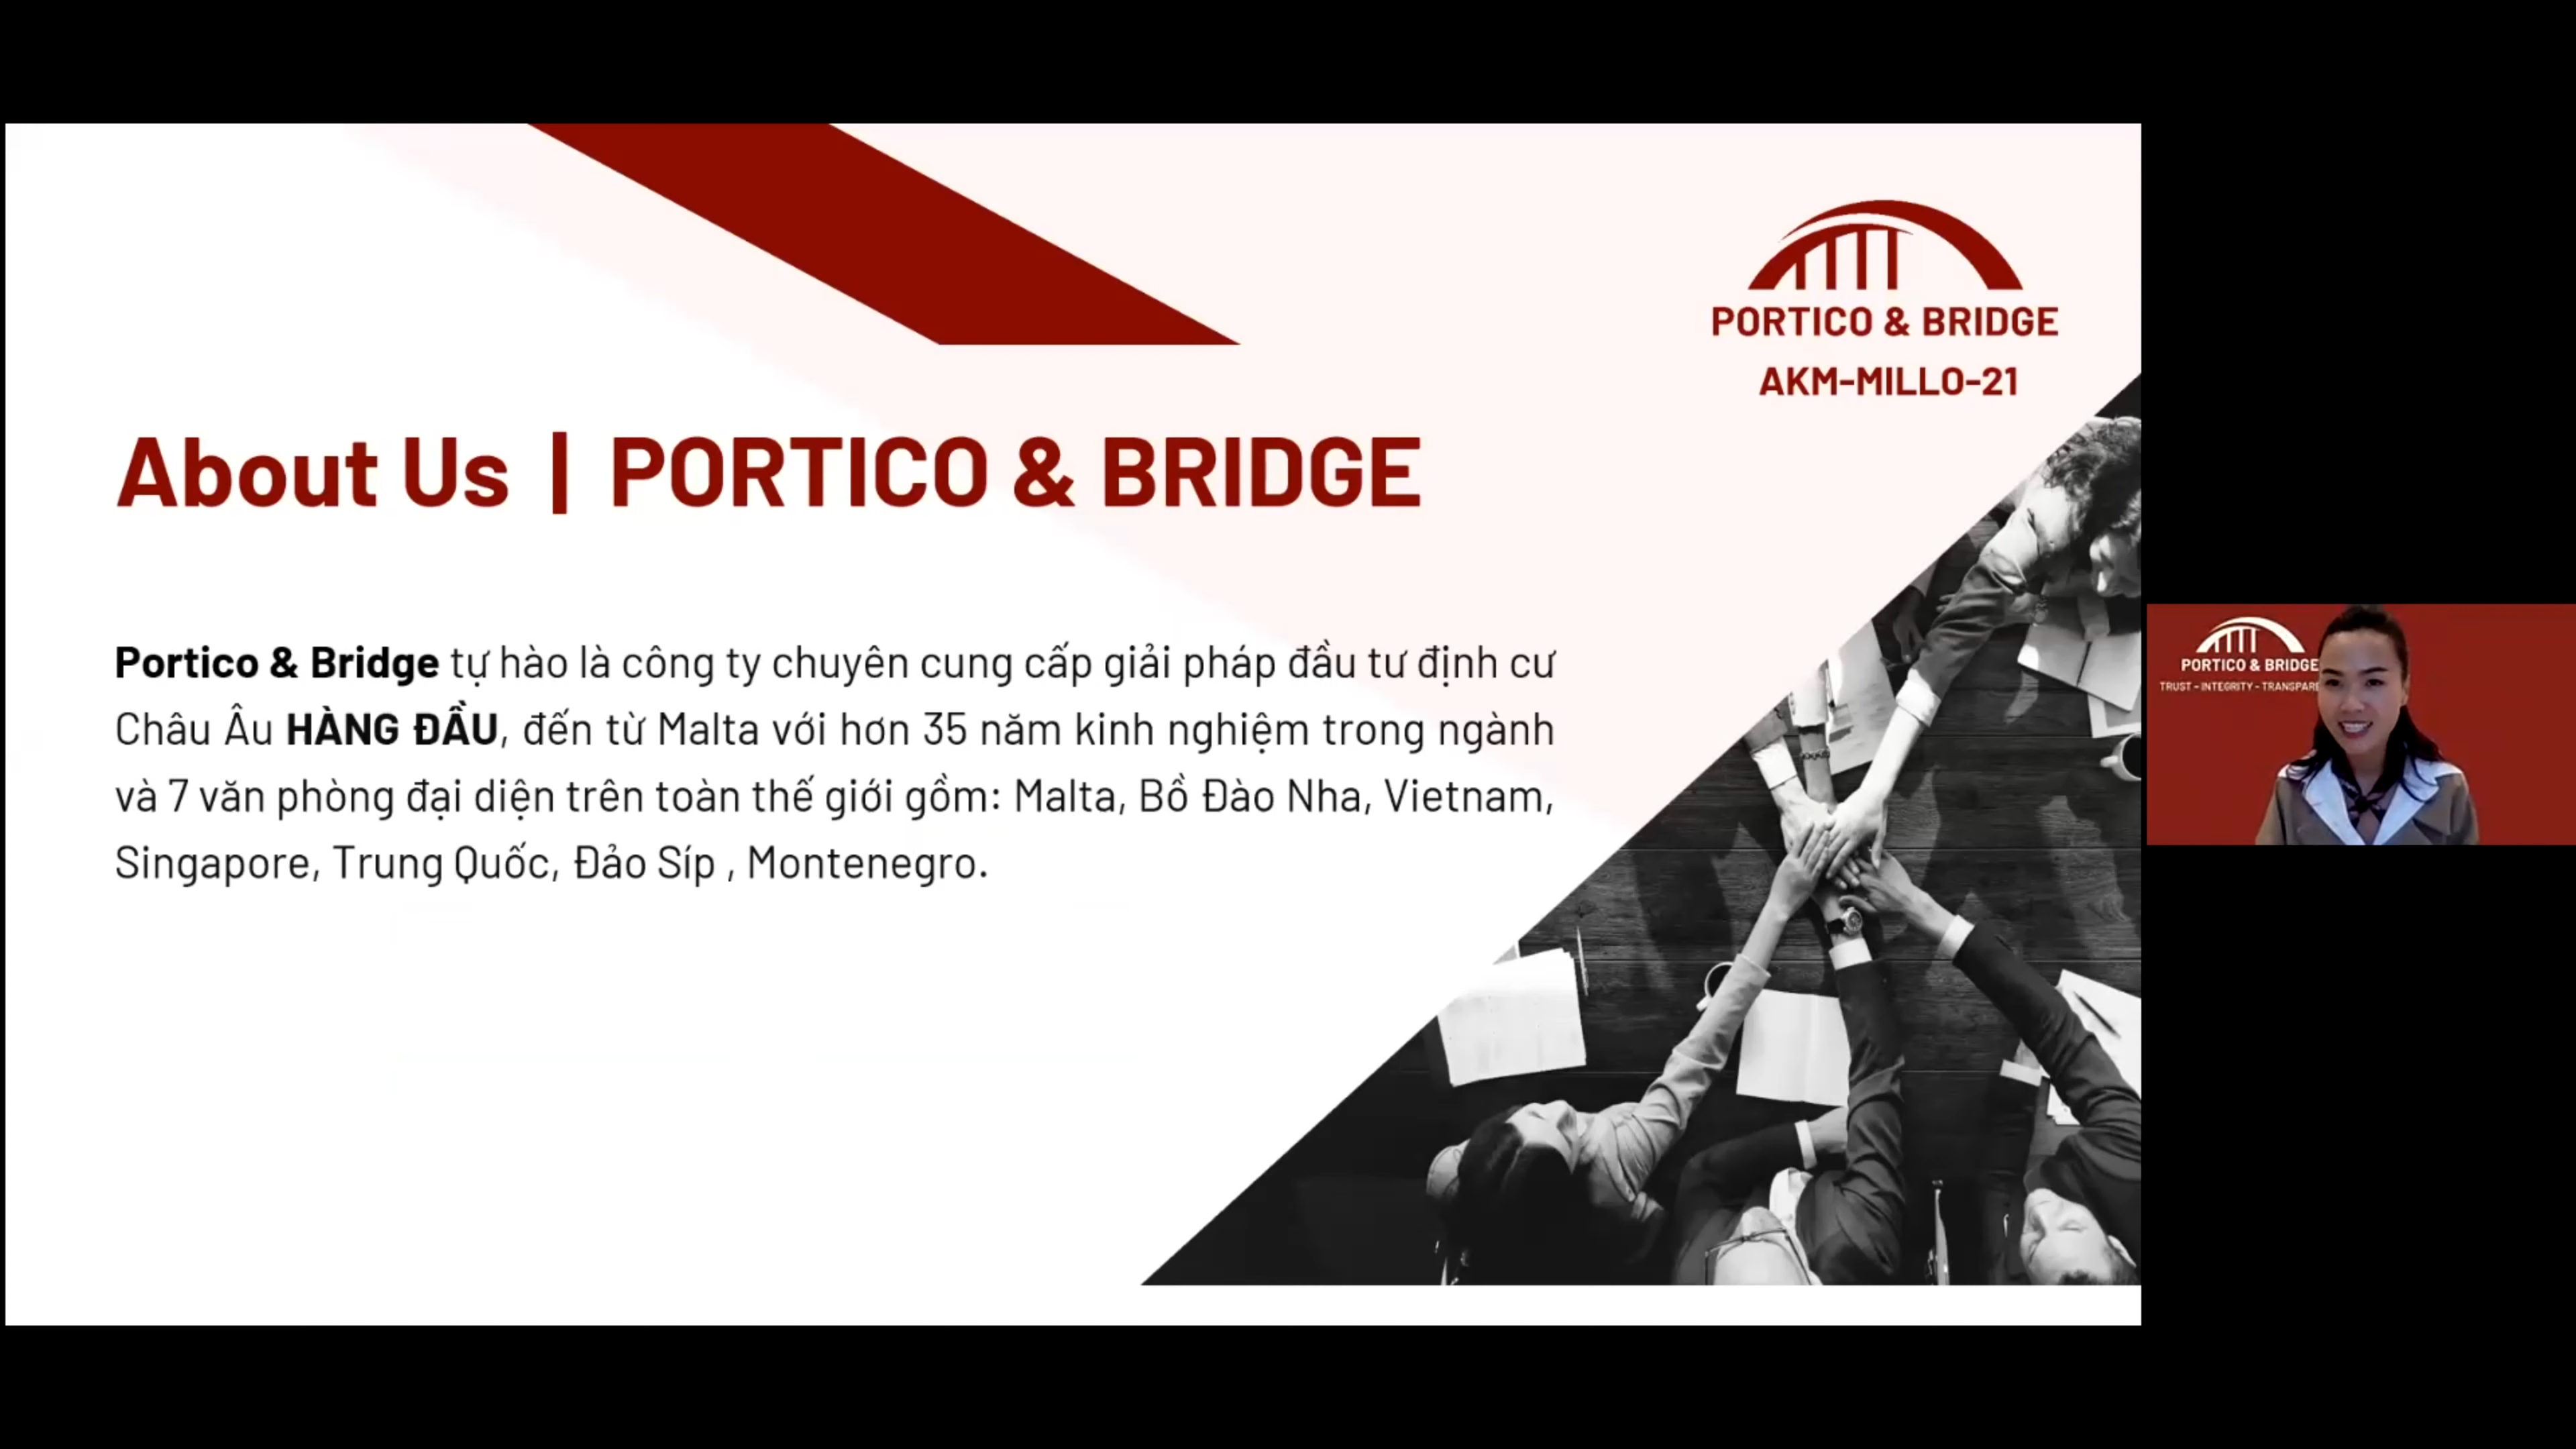 PORTICO & BRIDGE
AKM-MILLO-21
About Us | PORTICO & BRIDGE
Portico & Bridge tự hào là công ty chuyên cung cấp giải pháp đầu tư định cư
Châu Âu HÀNG ĐẦU, đến từ Malta với hơn 35 năm kinh nghiệm trong ngành
và 7 văn phòng đại diện trên toàn thế giới gồm: Malta, Bồ Đào Nha, Vietnam,
Singapore, Trung Quốc, Đảo Síp , Montenegro.
PORTICO & BRIDGE
TRUST - INTEGRITY - TRANSPARE